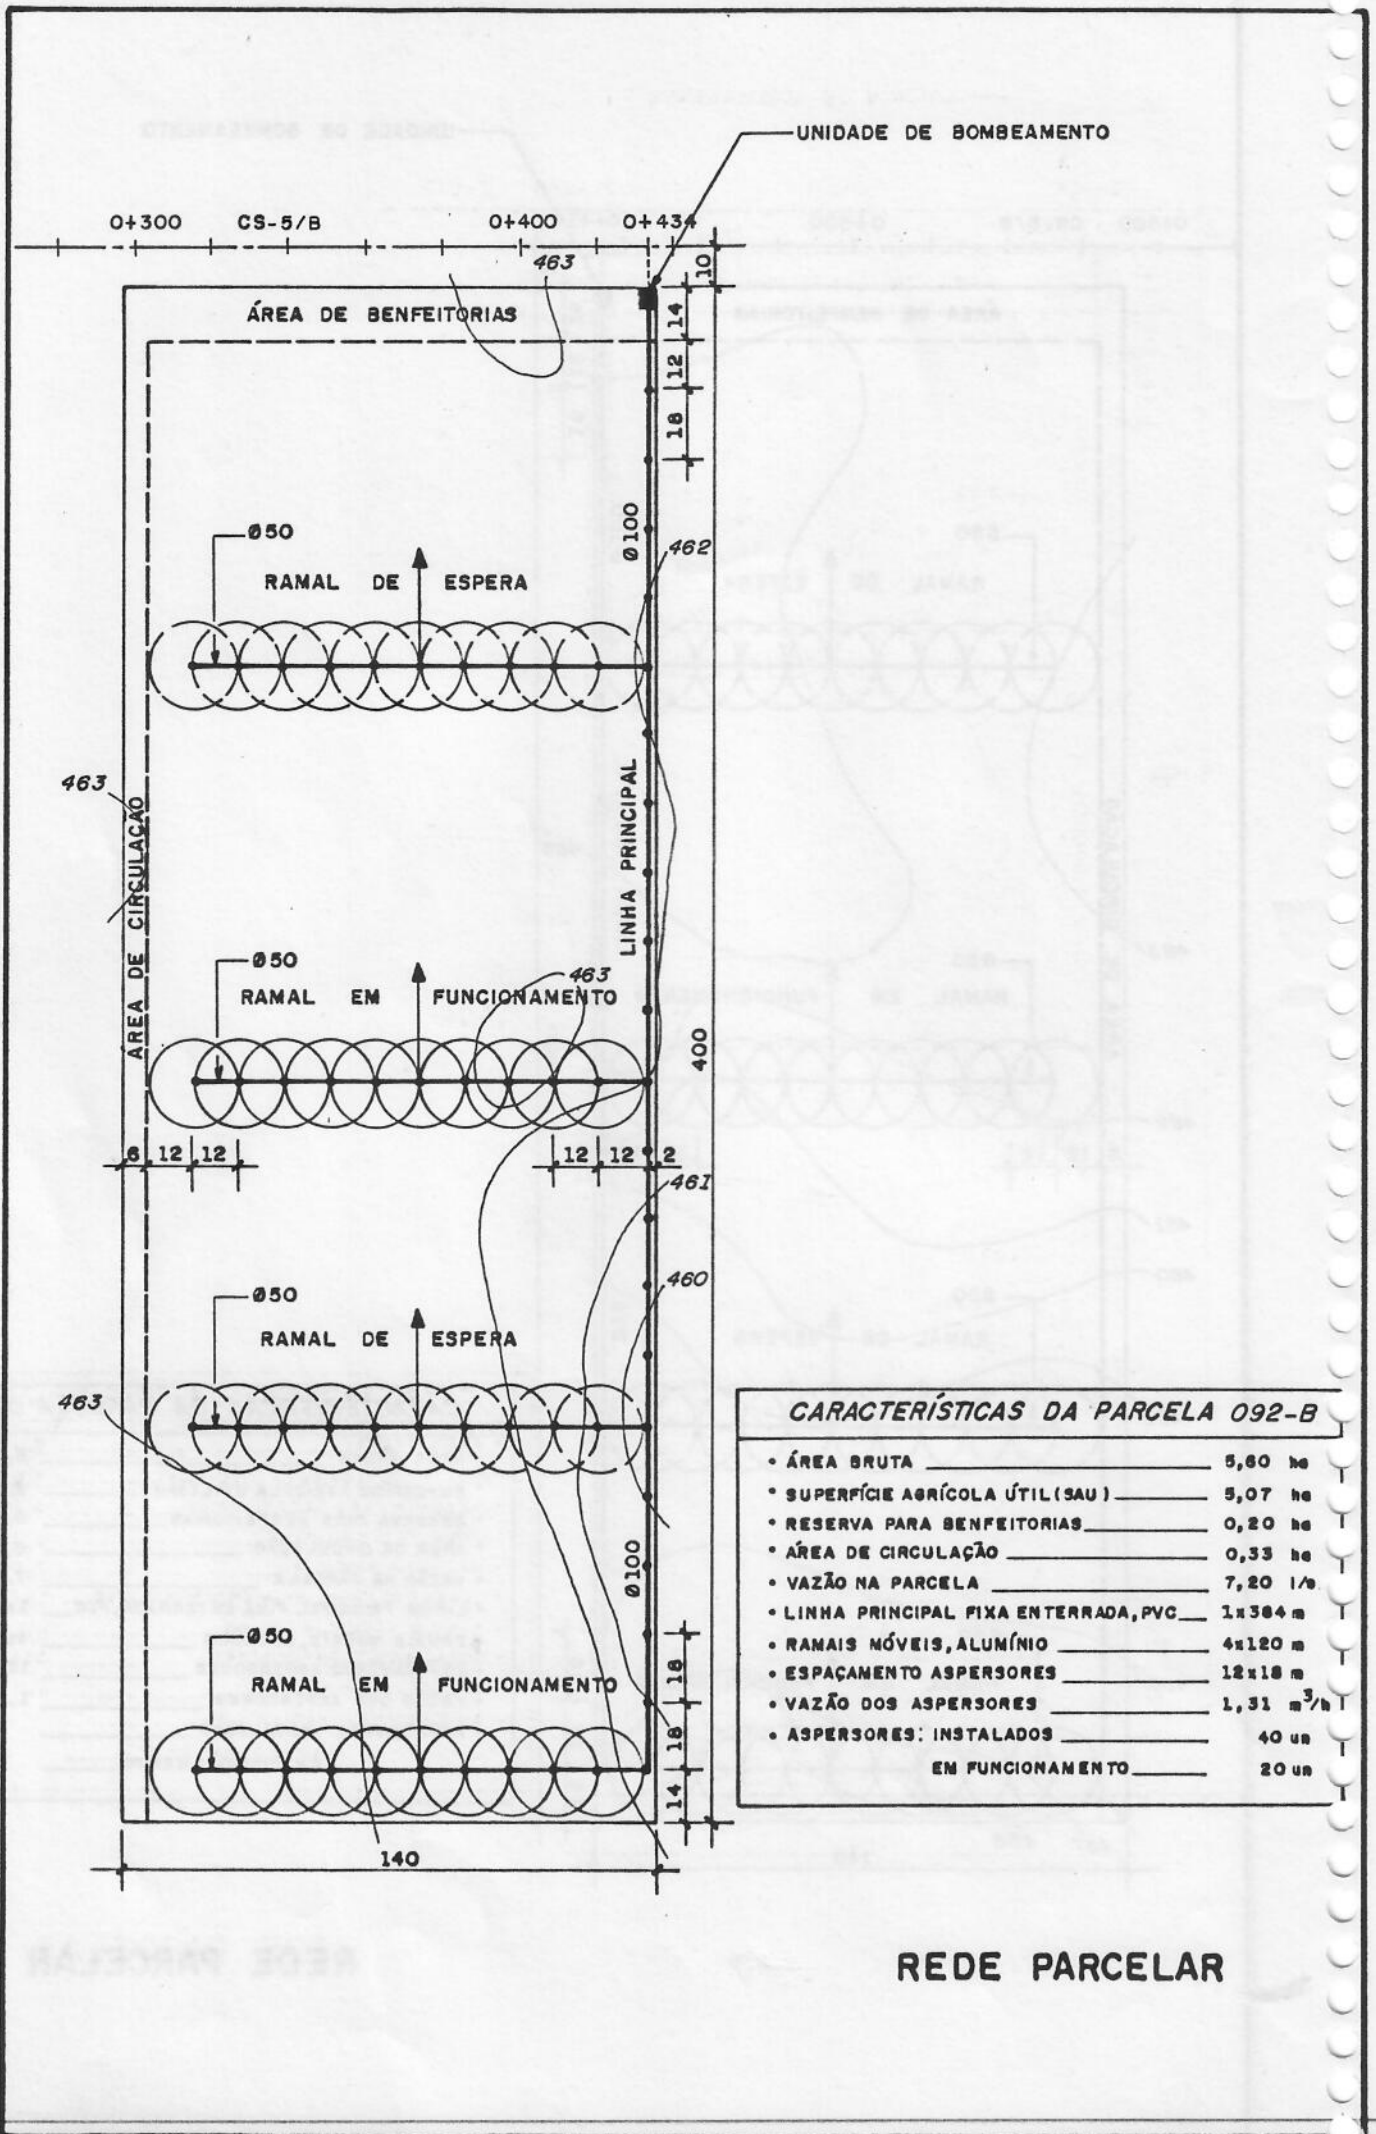 UNIDADE DE BOMBEAMENTO
0+300 CS-5/B 0+400 0+434
463
10
ÁREA DE BENFEITORIAS
14
12
18
Ø100
462
Ø50
RAMAL DE ESPERA
463
ÁREA DE CIRCULAÇÃO
LINHA PRINCIPAL
Ø50
463
RAMAL EM FUNCIONAMENTO
400
6 12 12 12 12 2
461
460
Ø50
RAMAL DE ESPERA
463
Ø100
Ø50
RAMAL EM FUNCIONAMENTO
18
18
14
140
CARACTERÍSTICAS DA PARCELA 092-B
• ÁREA BRUTA 5,60 ha
• SUPERFÍCIE AGRÍCOLA ÚTIL (SAU) 5,07 ha
• RESERVA PARA BENFEITORIAS 0,20 ha
• ÁREA DE CIRCULAÇÃO 0,33 ha
• VAZÃO NA PARCELA 7,20 l/s
• LINHA PRINCIPAL FIXA ENTERRADA, PVC 1x384 m
• RAMAIS MÓVEIS, ALUMÍNIO 4x120 m
• ESPAÇAMENTO ASPERSORES 12x18 m
• VAZÃO DOS ASPERSORES 1,31 m³/h
• ASPERSORES: INSTALADOS 40 un
EM FUNCIONAMENTO 20 un
REDE PARCELAR